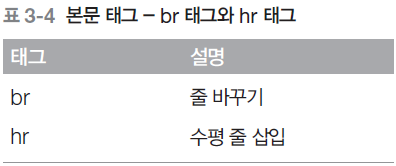 표 3-4 본문 태그 – br 태그와 hr 태그
태그 설명
br 줄 바꾸기
hr 수평 줄 삽입